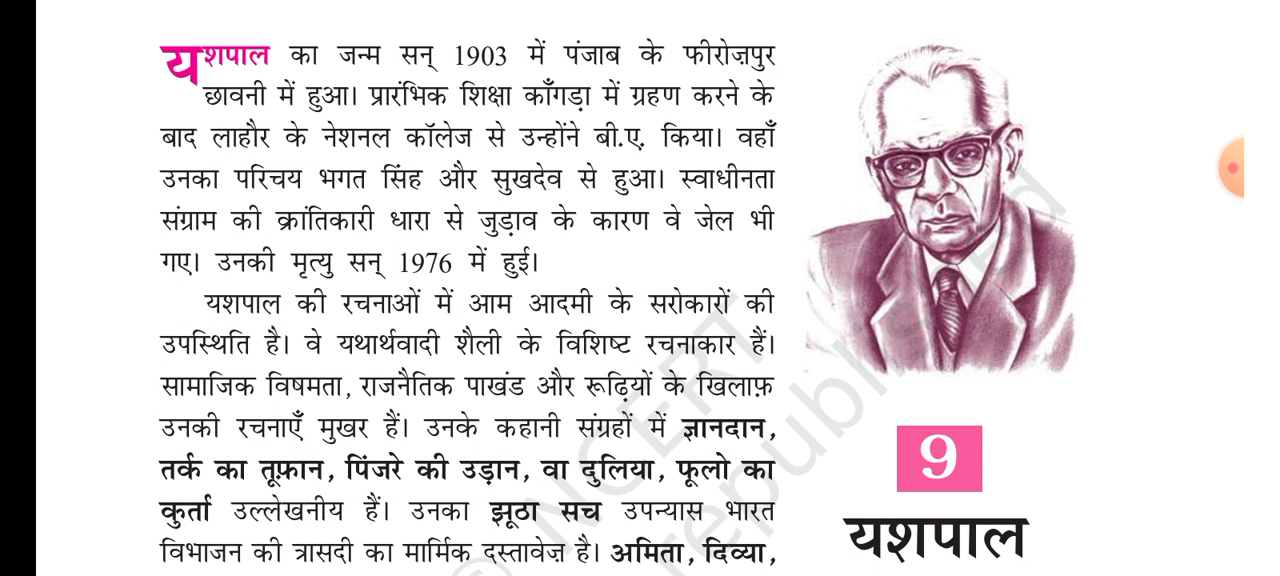 यशपाल का जन्म सन् 1903 में पंजाब के फीरोज़पुर
छावनी में हुआ। प्रारंभिक शिक्षा काँगड़ा में ग्रहण करने के
बाद लाहौर के नेशनल कॉलेज से उन्होंने बी.ए. किया। वहाँ
उनका परिचय भगत सिंह और सुखदेव से हुआ। स्वाधीनता
संग्राम की क्रांतिकारी धारा से जुड़ाव के कारण वे जेल भी
गए। उनकी मृत्यु सन् 1976 में हुई।
यशपाल की रचनाओं में आम आदमी के सरोकारों की
उपस्थिति है। वे यथार्थवादी शैली के विशिष्ट रचनाकार हैं।
सामाजिक विषमता, राजनैतिक पाखंड और रूढ़ियों के खिलाफ़
उनकी रचनाएँ मुखर हैं। उनके कहानी संग्रहों में ज्ञानदान,
तर्क का तूफ़ान, पिंजरे की उड़ान, वा दुलिया, फूलो का
कुर्ता उल्लेखनीय हैं। उनका झूठा सच उपन्यास भारत
विभाजन की त्रासदी का मार्मिक दस्तावेज़ है। अमिता, दिव्या,
9
यशपाल
© NCERT
republished